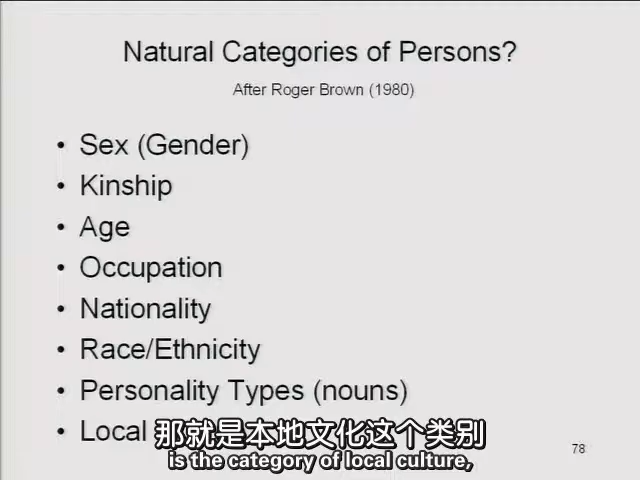 Natural Categories of Persons?
After Roger Brown (1980)
• Sex (Gender)
• Kinship
• Age
• Occupation
• Nationality
• Race/Ethnicity
• Personality Types (nouns)
• Local
那就是本地文化这个类别
is the category of local culture,
78